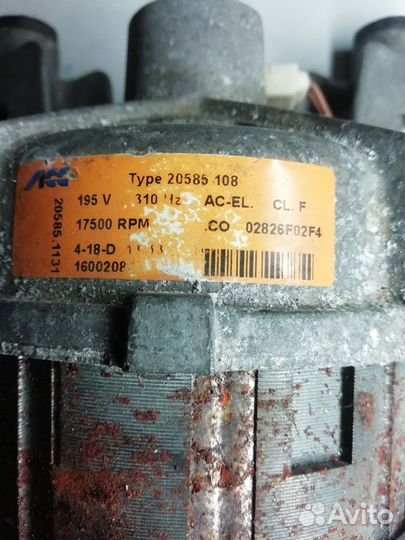 acc
Type 20585 108
195 V 310 Hz AC-EL. CL. F
17500 RPM .CO 02826F02F4
4-18-D
1600208
20585.1131
Avito